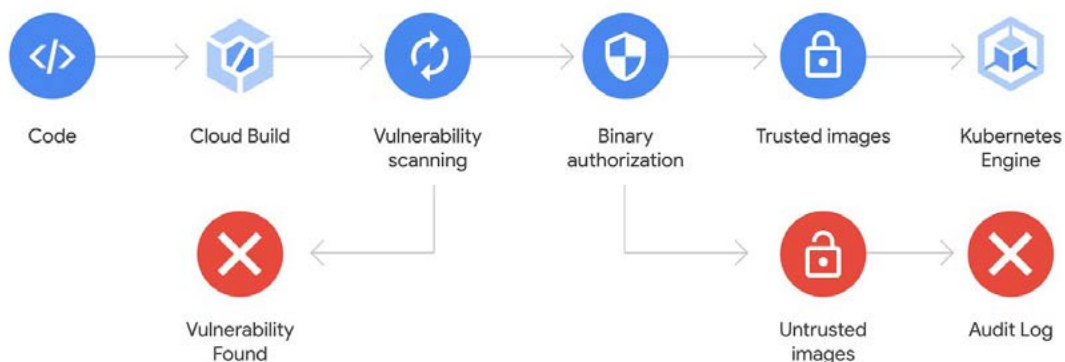 </>
Code
Cloud Build
Vulnerability
scanning
Binary
authorization
Trusted images
Kubernetes
Engine
Vulnerability
Found
Untrusted
images
Audit Log